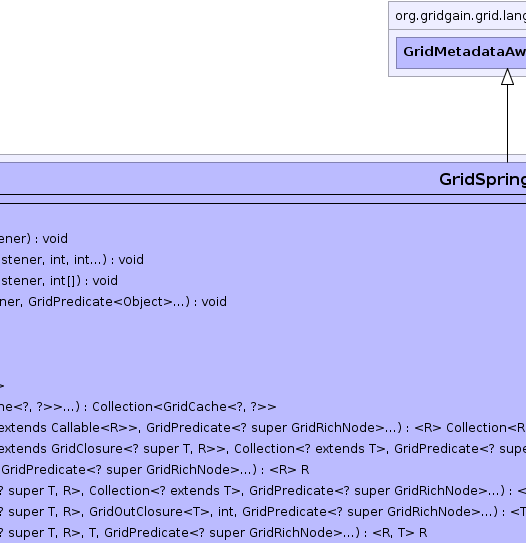 org.gridgain.grid.lang
GridMetadataAw
GridSpring
ener) : void
stener, int, int...) : void
stener, int[]) : void
ner, GridPredicate<Object>...) : void
>
ne<?, ?>>...) : Collection<GridCache<?, ?>>
extends Callable<R>>, GridPredicate<? super GridRichNode>...) : <R> Collection<R
extends GridClosure<? super T, R>>, Collection<? extends T>, GridPredicate<? supe
GridPredicate<? super GridRichNode>...) : <R> R
? super T, R>, Collection<? extends T>, GridPredicate<? super GridRichNode>...) : <
? super T, R>, GridOutClosure<T>, int, GridPredicate<? super GridRichNode>...) : <T
? super T, R>, T, GridPredicate<? super GridRichNode>...) : <R, T> R